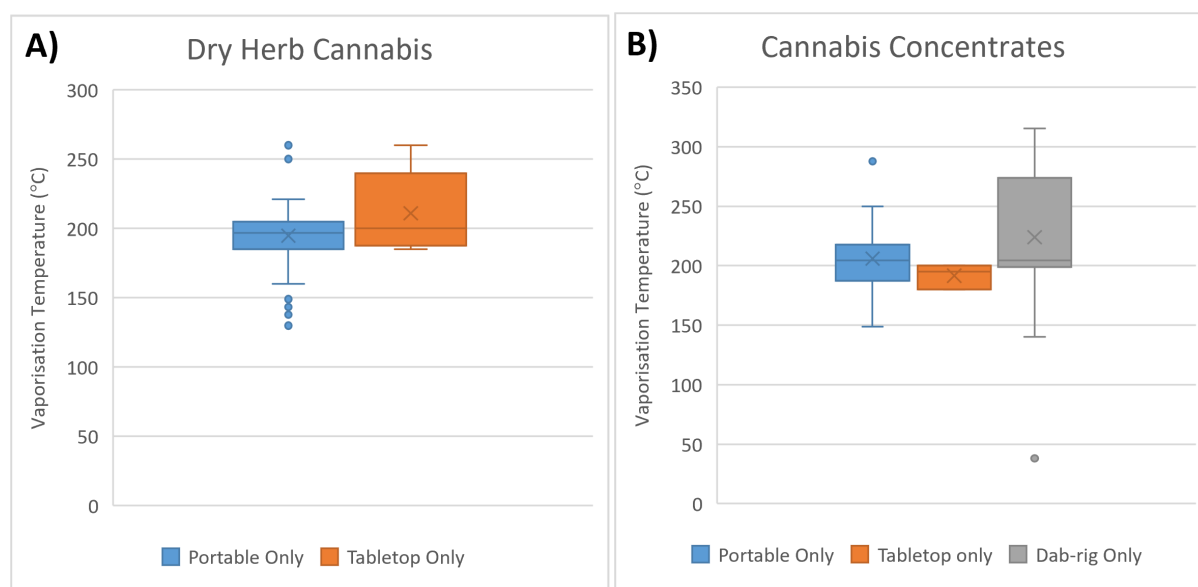 A)
Dry Herb Cannabis
Vaporisation Temperature (°C)
300
250
200
150
100
50
0
Portable Only
Tabletop Only
B)
Cannabis Concentrates
Vaporisation Temperature (°C)
350
300
250
200
150
100
50
0
Portable Only
Tabletop only
Dab-rig Only